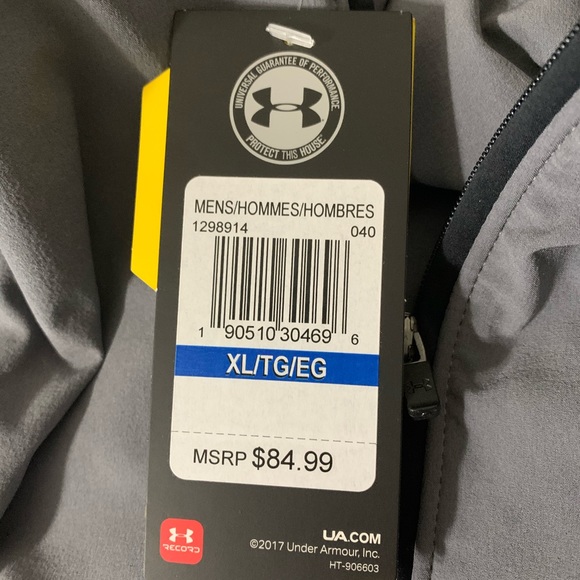 UNIVERSAL GUARANTEE OF PERFORMANCE
PROTECT THIS HOUSE
MENS/HOMMES/HOMBRES
1298914 040
1 90510 30469 6
XL/TG/EG
MSRP $84.99
RECORD
UA.COM
©2017 Under Armour, Inc.
HT-906603